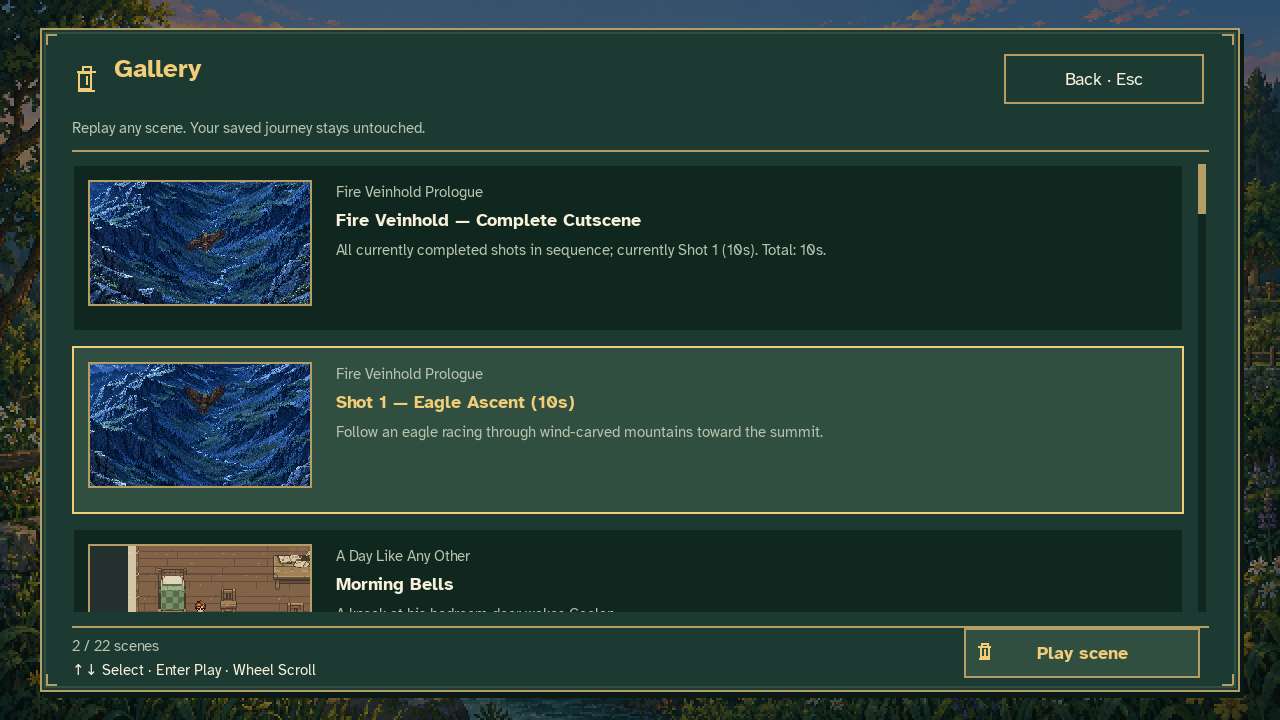 Gallery
Back · Esc
Replay any scene. Your saved journey stays untouched.
Fire Veinhold Prologue
Fire Veinhold — Complete Cutscene
All currently completed shots in sequence; currently Shot 1 (10s). Total: 10s.
Fire Veinhold Prologue
Shot 1 — Eagle Ascent (10s)
Follow an eagle racing through wind-carved mountains toward the summit.
A Day Like Any Other
Morning Bells
2 / 22 scenes
↑↓ Select · Enter Play · Wheel Scroll
Play scene